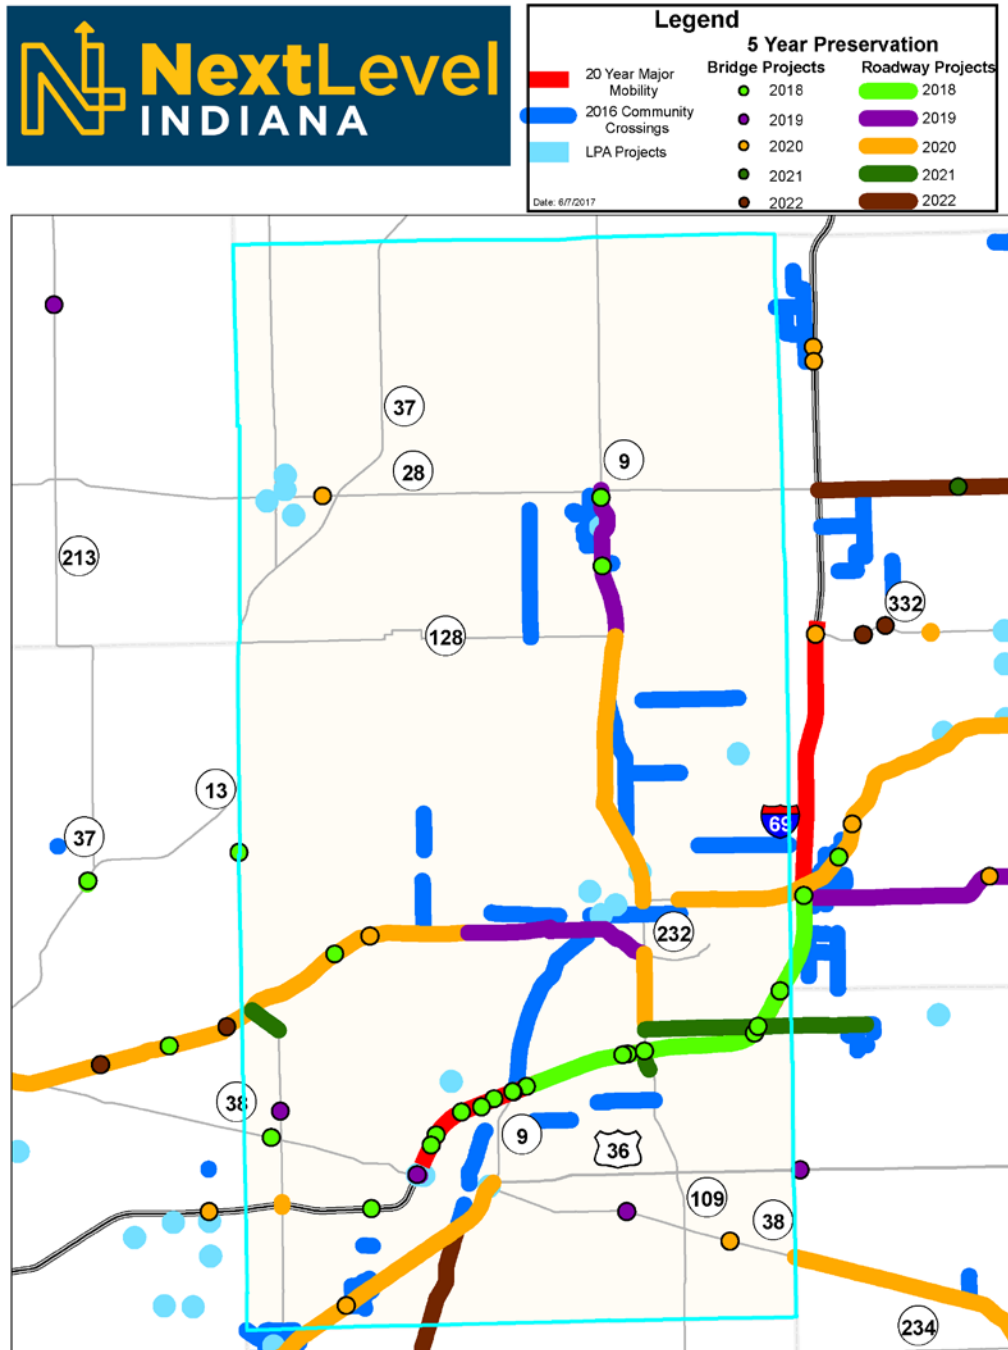 NextLevel
INDIANA
Legend
5 Year Preservation
Bridge Projects
Roadway Projects
20 Year Major
Mobility
2016 Community
Crossings
LPA Projects
2018
2019
2020
2021
2022
2018
2019
2020
2021
2022
Date: 6/7/2017
37
9
28
213
332
128
13
69
37
232
38
9
36
109
38
234